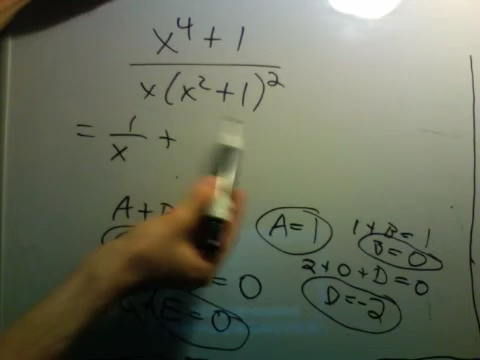 x⁴ + 1
x(x² + 1)²
= 1/x +
A +
A = 1
1 + B = 1
B = 0
2 + 0 + D = 0
D = -2
= 0
E = 0